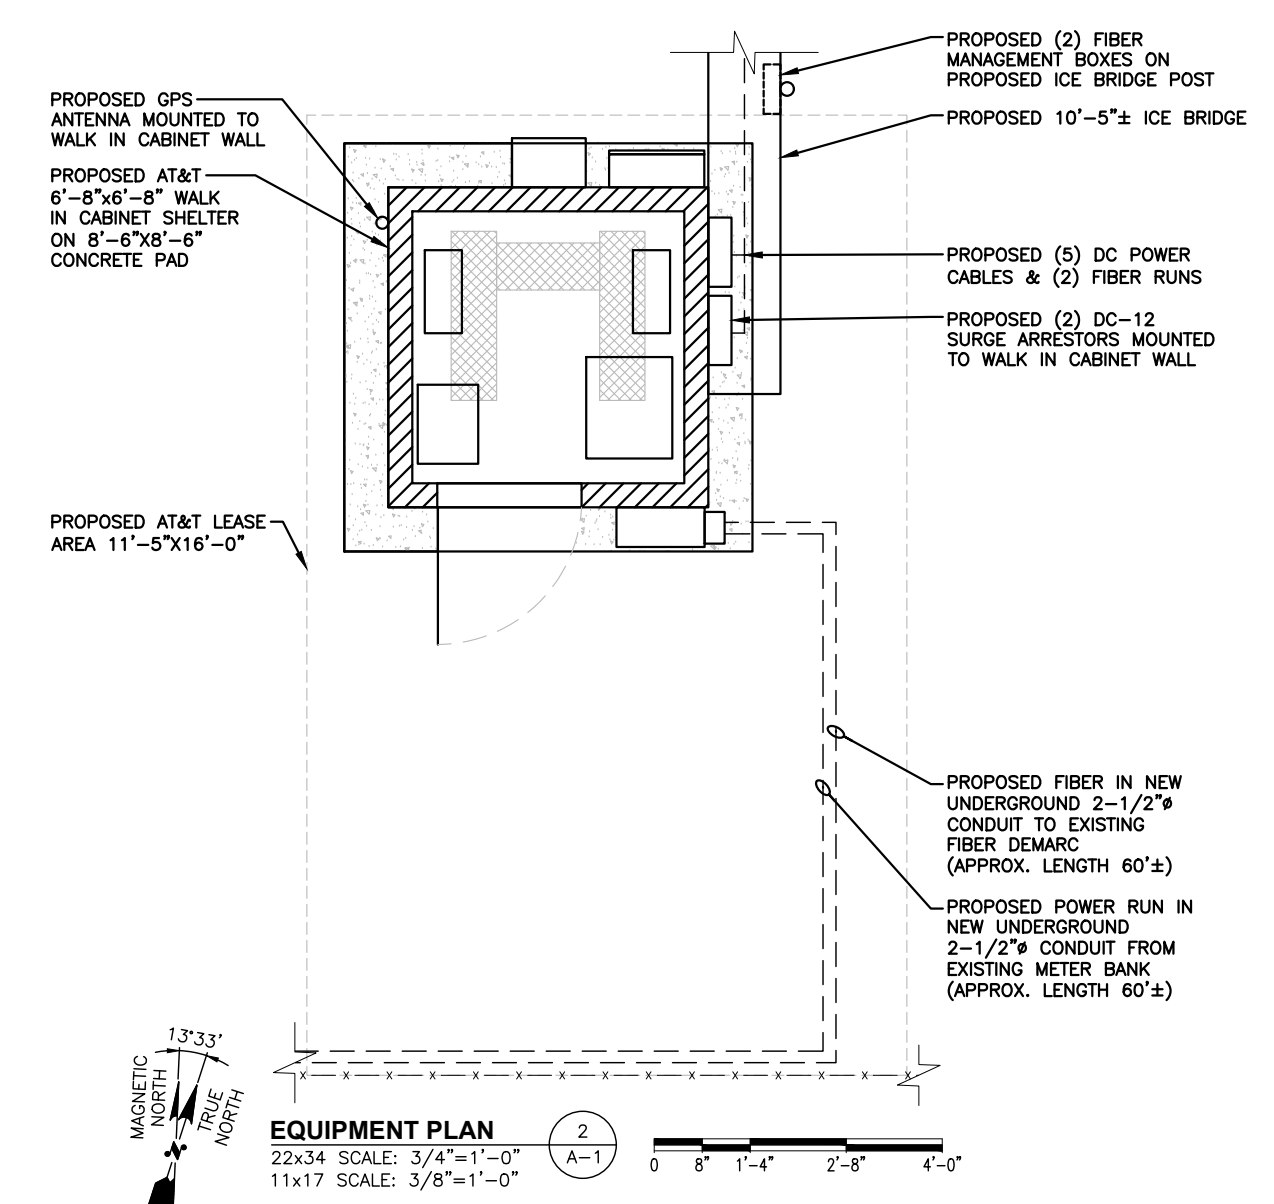 PROPOSED (2) FIBER
MANAGEMENT BOXES ON
PROPOSED ICE BRIDGE POST
PROPOSED 10'-5"± ICE BRIDGE
PROPOSED GPS
ANTENNA MOUNTED TO
WALK IN CABINET WALL
PROPOSED AT&T
6'-8"x6'-8" WALK
IN CABINET SHELTER
ON 8'-6"X8'-6"
CONCRETE PAD
PROPOSED (5) DC POWER
CABLES & (2) FIBER RUNS
PROPOSED (2) DC-12
SURGE ARRESTORS MOUNTED
TO WALK IN CABINET WALL
PROPOSED AT&T LEASE
AREA 11'-5"X16'-0"
PROPOSED FIBER IN NEW
UNDERGROUND 2-1/2"ø
CONDUIT TO EXISTING
FIBER DEMARC
(APPROX. LENGTH 60'±)
PROPOSED POWER RUN IN
NEW UNDERGROUND
2-1/2"ø CONDUIT FROM
EXISTING METER BANK
(APPROX. LENGTH 60'±)
x x x x x x x x x x x x x x x
13°33'
MAGNETIC
NORTH
TRUE
NORTH
N
EQUIPMENT PLAN
22x34 SCALE: 3/4"=1'-0"
11x17 SCALE: 3/8"=1'-0"
2
A-1
0 8" 1'-4" 2'-8" 4'-0"